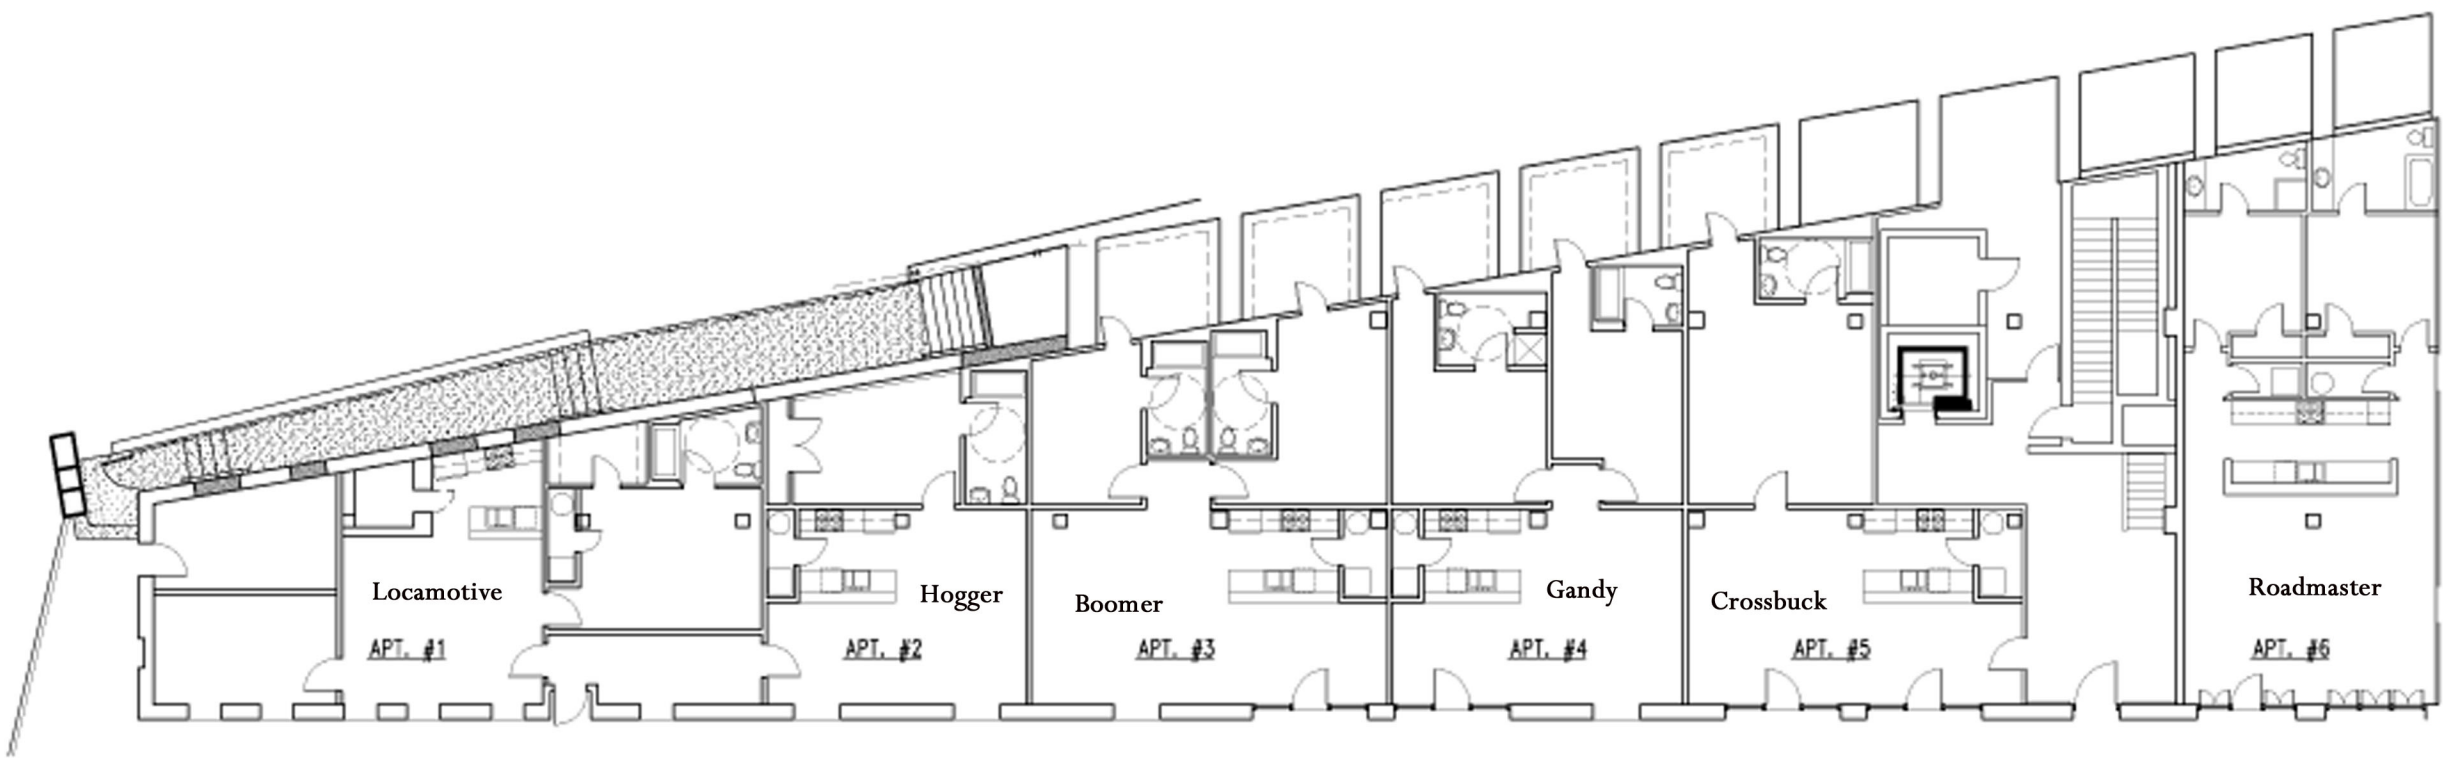 Locamotive
APT. #1
Hogger
APT. #2
Boomer
APT. #3
Gandy
APT. #4
Crossbuck
APT. #5
Roadmaster
APT. #6